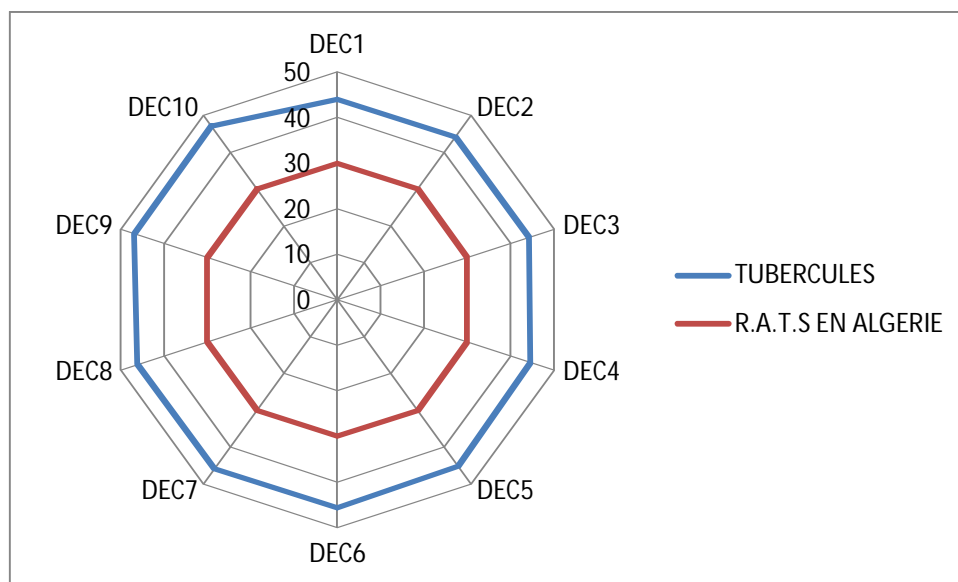 DEC1
50
DEC10
DEC2
40
30
20
DEC9
DEC3
10
TUBERCULES
0
R.A.T.S EN ALGERIE
DEC8
DEC4
DEC7
DEC5
DEC6